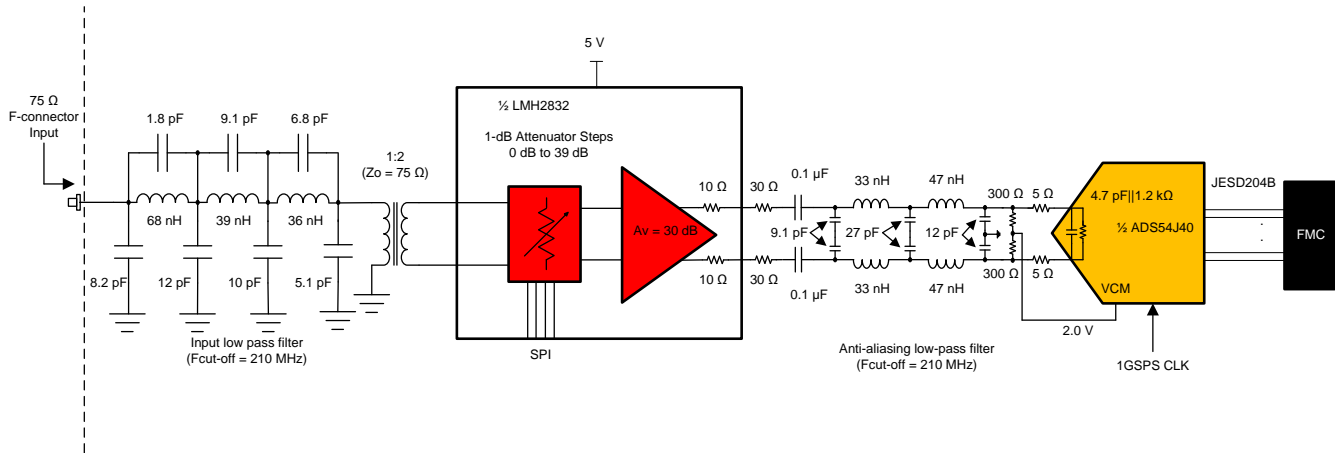 75 Ω
F-connector
Input
1.8 pF
9.1 pF
6.8 pF
68 nH
39 nH
36 nH
8.2 pF
12 pF
10 pF
5.1 pF
Input low pass filter
(Fcut-off = 210 MHz)
1:2
(Zo = 75 Ω)
5 V
½ LMH2832
1-dB Attenuator Steps
0 dB to 39 dB
Av = 30 dB
SPI
10 Ω
10 Ω
30 Ω
30 Ω
0.1 µF
0.1 µF
33 nH
47 nH
9.1 pF
27 pF
12 pF
33 nH
47 nH
300 Ω
300 Ω
5 Ω
5 Ω
Anti-aliasing low-pass filter
(Fcut-off = 210 MHz)
4.7 pF||1.2 kΩ
½ ADS54J40
VCM
2.0 V
1GSPS CLK
JESD204B
FMC